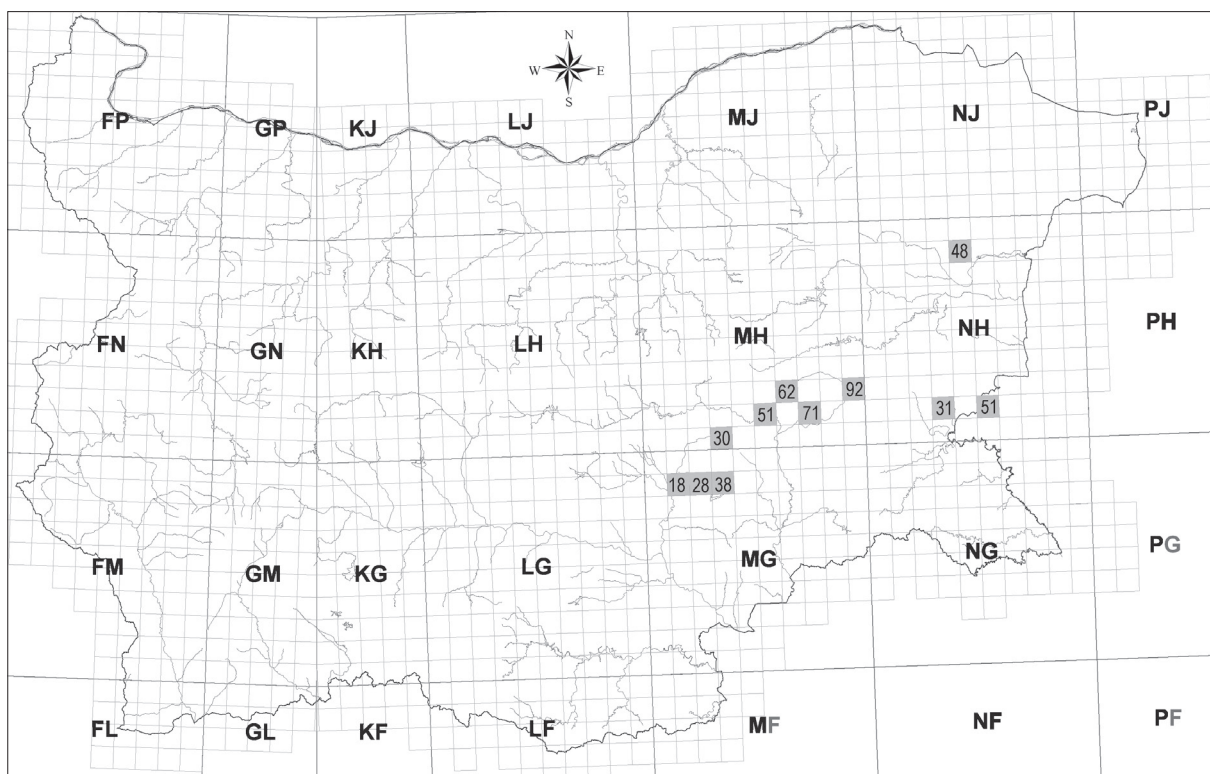 N
W E
S
FP GP KJ LJ MJ NJ PJ
48
FN GN KH LH MH NH PH
62 92
51 71 31 51
30
18 28 38
FM GM KG LG MG NG PG
FL GL KF LF MF NF PF